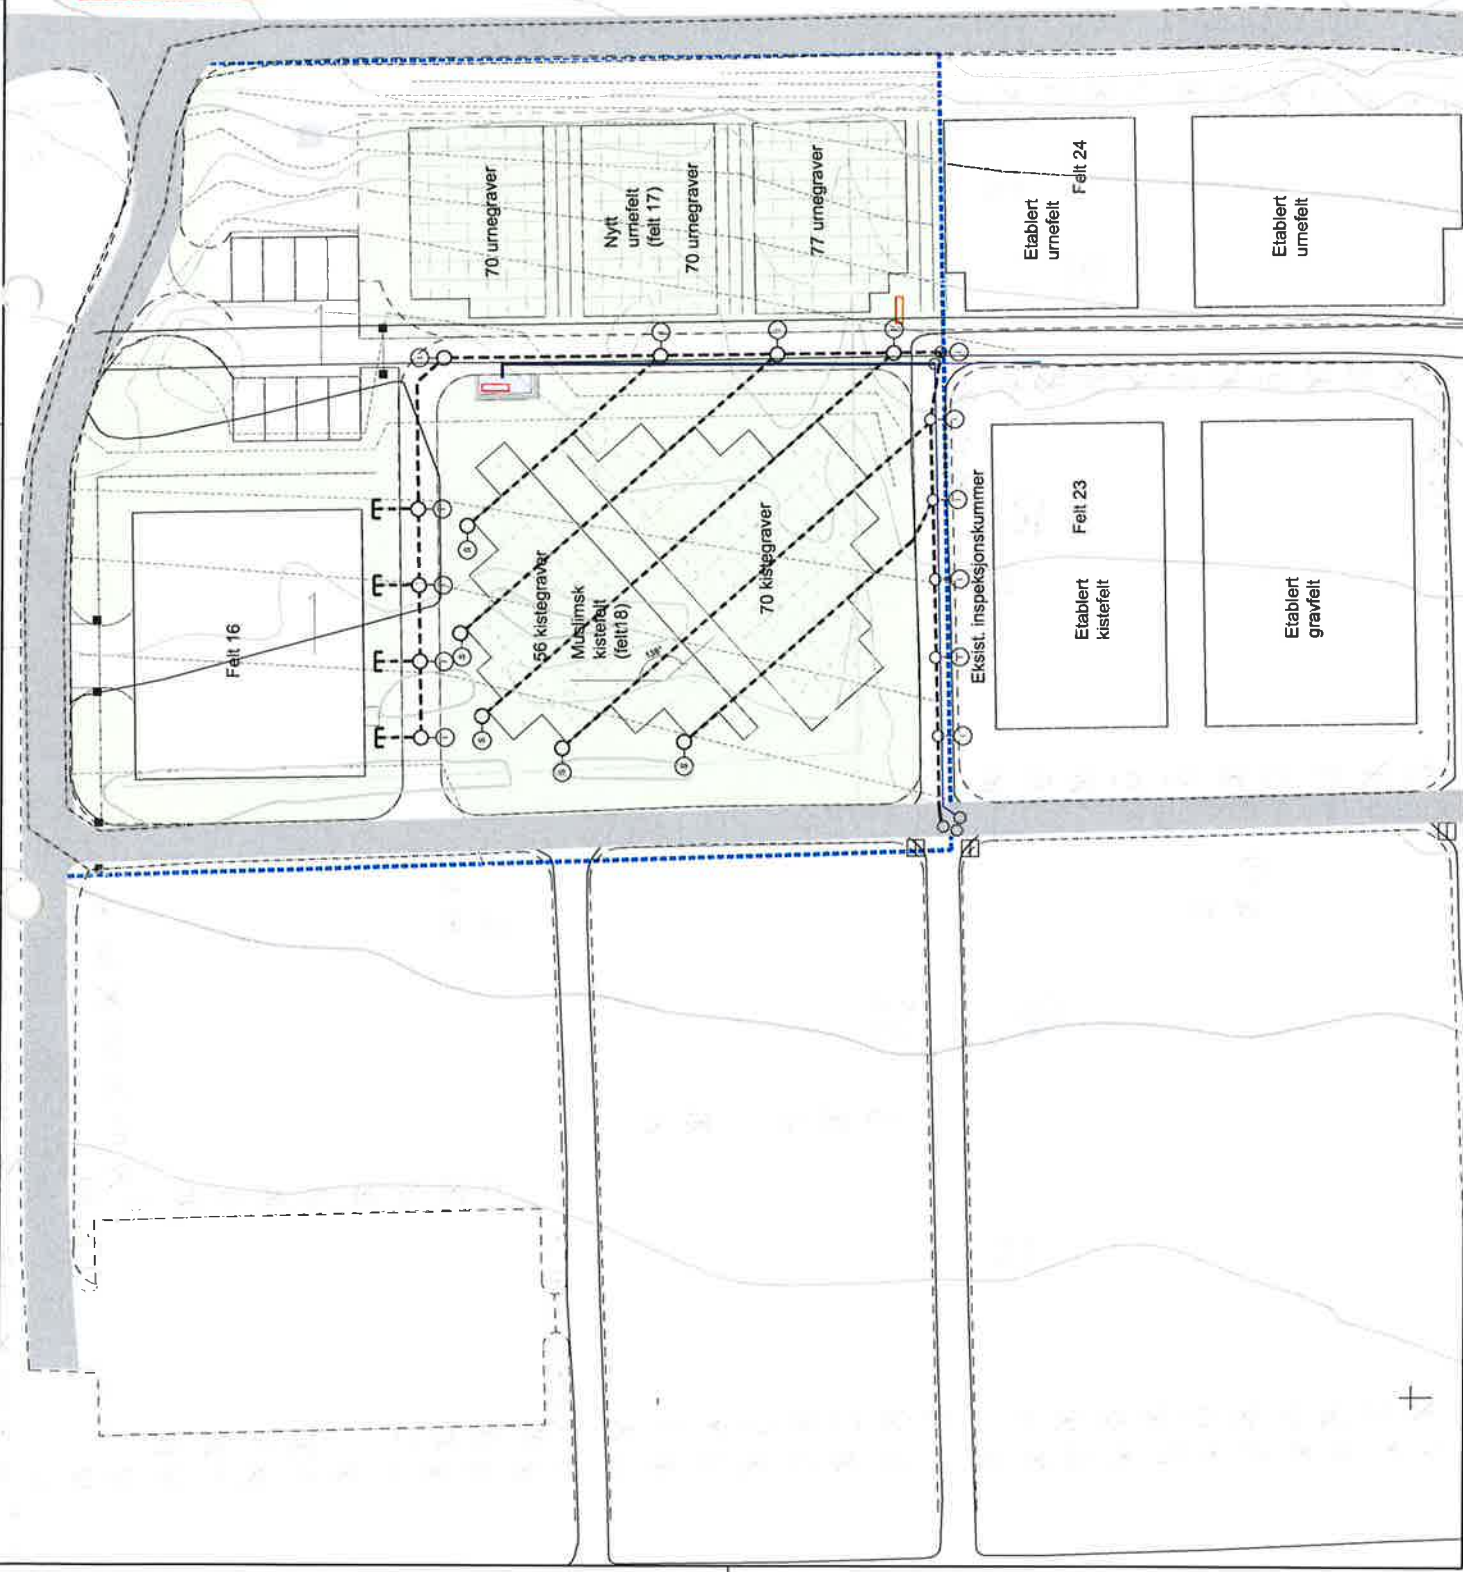 70 urnegraver
Nytt
urnefelt
(felt 17)
70 urnegraver
77 urnegraver
Etablert
urnefelt
Felt 24
Etablert
urnefelt
Felt 16
56 kistegraver
Muslimsk
kistefelt
(felt18)
70 kistegraver
Eksist. inspeksjonskummer
Etablert
kistefelt
Felt 23
Etablert
gravfelt
S
S
S
S
S